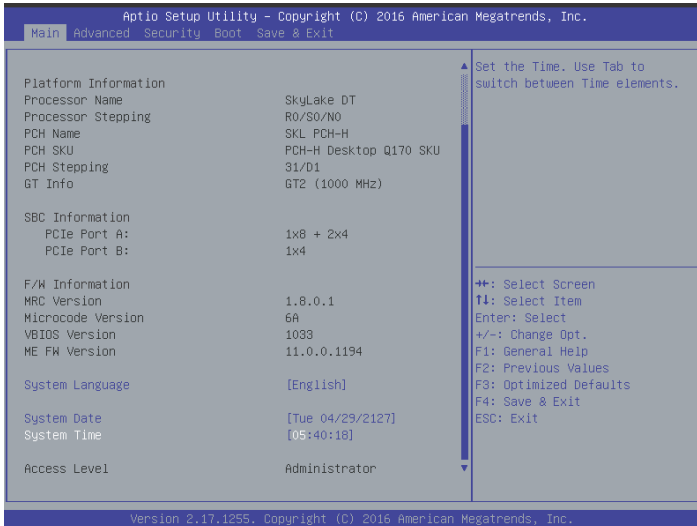 Aptio Setup Utility – Copyright (C) 2016 American Megatrends, Inc.
Main Advanced Security Boot Save & Exit
Platform Information
Processor Name SkyLake DT
Processor Stepping R0/S0/N0
PCH Name SKL PCH-H
PCH SKU PCH-H Desktop Q170 SKU
PCH Stepping 31/D1
GT Info GT2 (1000 MHz)
SBC Information
PCIe Port A: 1x8 + 2x4
PCIe Port B: 1x4
F/W Information
MRC Version 1.8.0.1
Microcode Version 6A
VBIOS Version 1033
ME FW Version 11.0.0.1194
System Language [English]
System Date [Tue 04/29/2127]
System Time [05:40:18]
Access Level Administrator
Set the Time. Use Tab to
switch between Time elements.
→←: Select Screen
↑↓: Select Item
Enter: Select
+/-: Change Opt.
F1: General Help
F2: Previous Values
F3: Optimized Defaults
F4: Save & Exit
ESC: Exit
Version 2.17.1255. Copyright (C) 2016 American Megatrends, Inc.